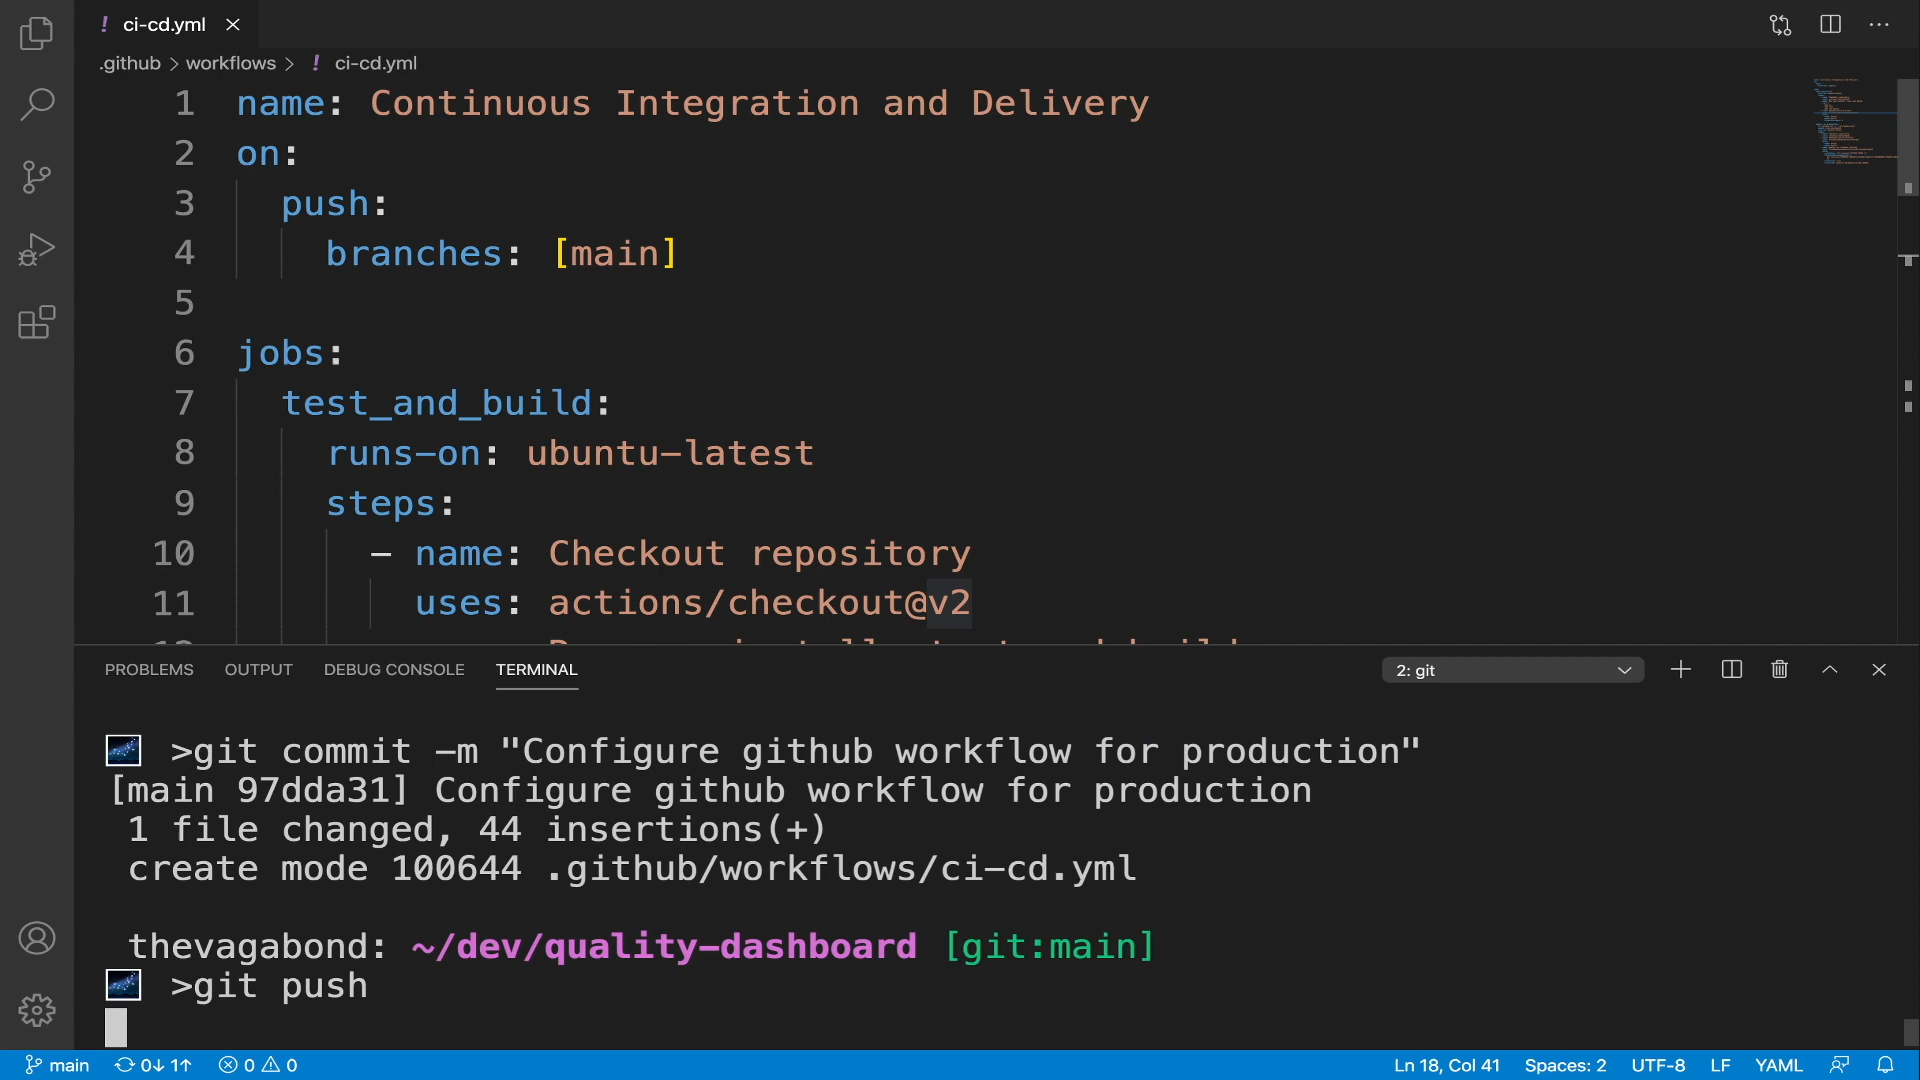 ! ci-cd.yml
.github > workflows > ! ci-cd.yml
1 name: Continuous Integration and Delivery
2 on:
3 push:
4 branches: [main]
5
6 jobs:
7 test_and_build:
8 runs-on: ubuntu-latest
9 steps:
10 - name: Checkout repository
11 uses: actions/checkout@v2
PROBLEMS OUTPUT DEBUG CONSOLE TERMINAL 2: git
>git commit -m "Configure github workflow for production"
[main 97dda31] Configure github workflow for production
1 file changed, 44 insertions(+)
create mode 100644 .github/workflows/ci-cd.yml
thevagabond: ~/dev/quality-dashboard [git:main]
>git push
main 0↓ 1↑ 0 0 Ln 18, Col 41 Spaces: 2 UTF-8 LF YAML